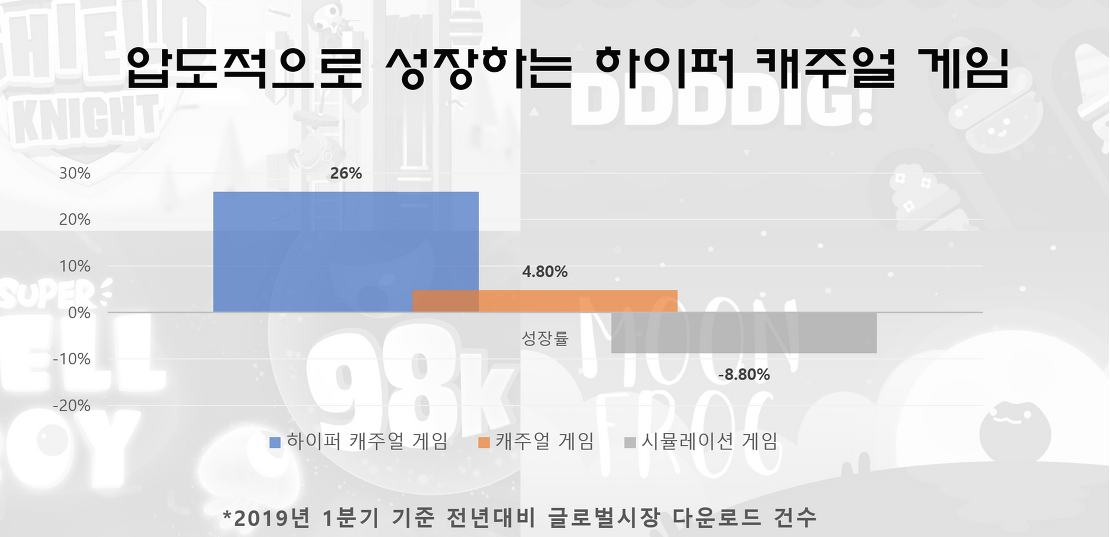 압도적으로 성장하는 하이퍼 캐주얼 게임
KNIGHT
DDDDIG!
30%
26%
20%
10%
4.80%
SUPER
0%
성장률
-10%
-8.80%
-20%
98k
MOON
FROG
하이퍼 캐주얼 게임 캐주얼 게임 시뮬레이션 게임
*2019년 1분기 기준 전년대비 글로벌시장 다운로드 건수